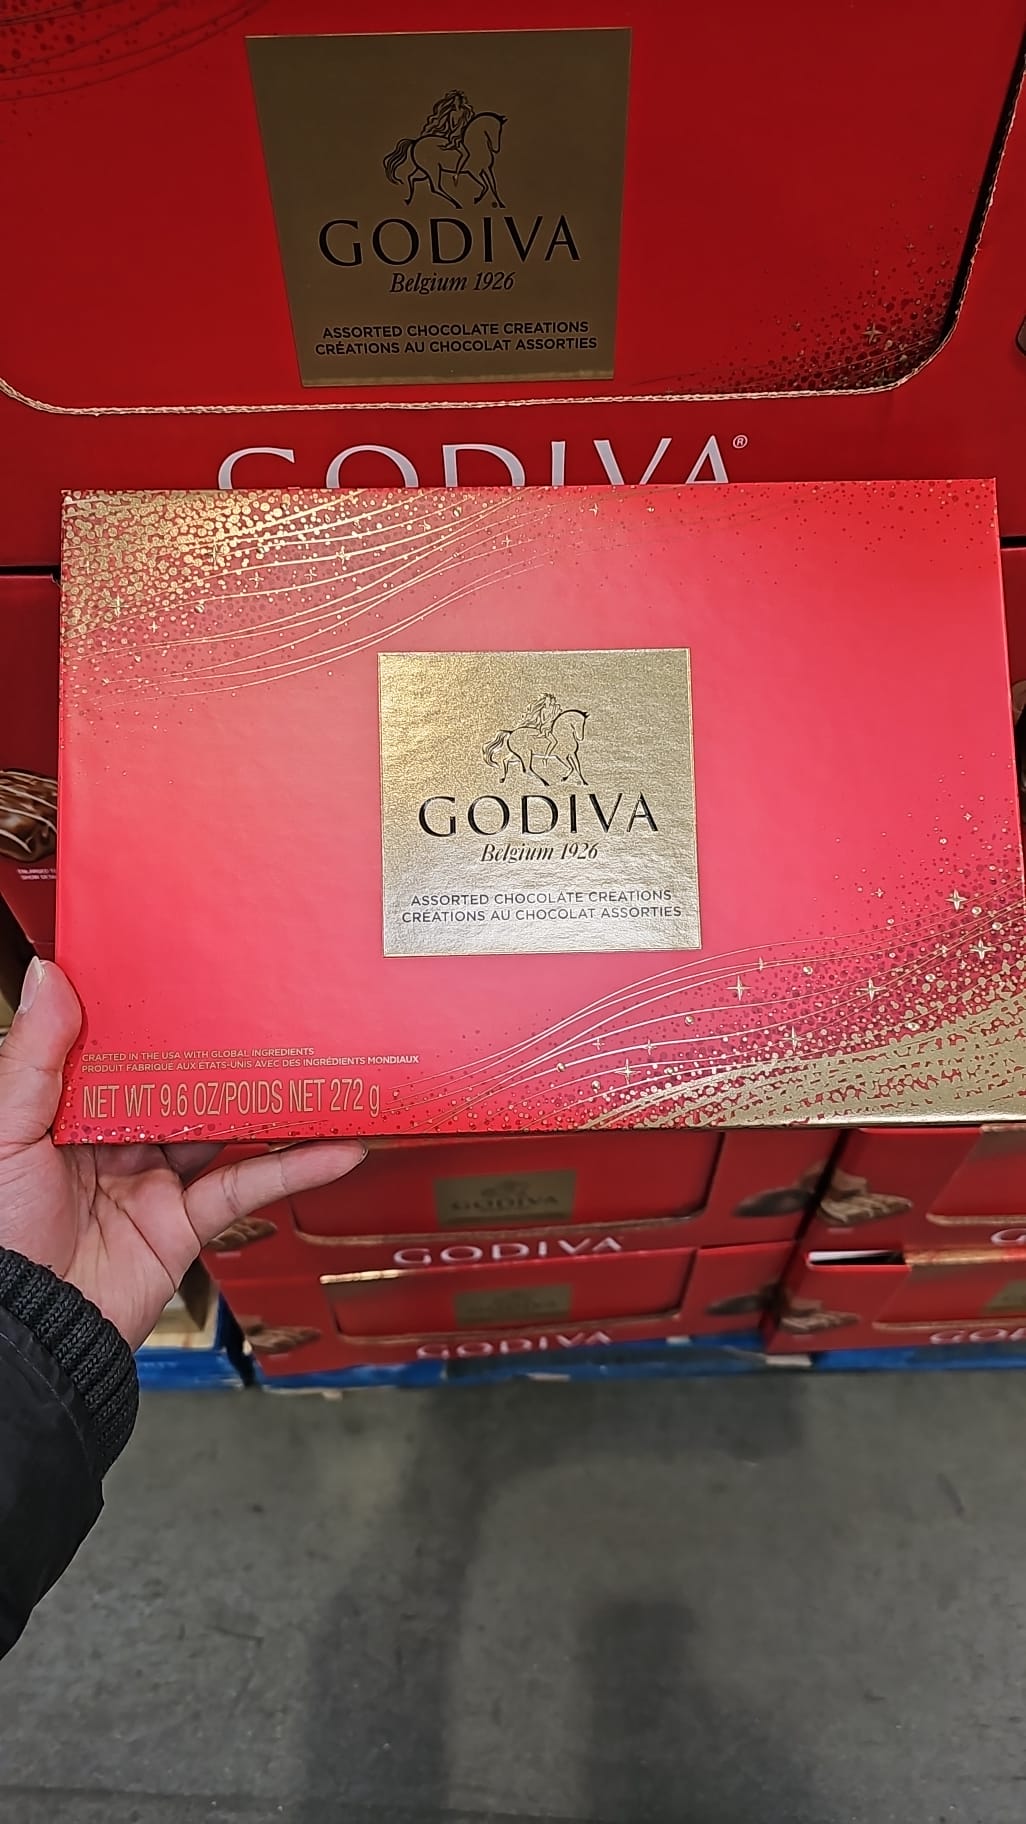 GODIVA
Belgium 1926
ASSORTED CHOCOLATE CREATIONS
CRÉATIONS AU CHOCOLAT ASSORTIES
GODIVA®
GODIVA
Belgium 1926
ASSORTED CHOCOLATE CREATIONS
CRÉATIONS AU CHOCOLAT ASSORTIES
CRAFTED IN THE USA WITH GLOBAL INGREDIENTS
PRODUIT FABRIQUÉ AUX ÉTATS-UNIS AVEC DES INGRÉDIENTS MONDIAUX
NET WT 9.6 OZ/POIDS NET 272 g
GODIVA
GODIVA
GODIVA